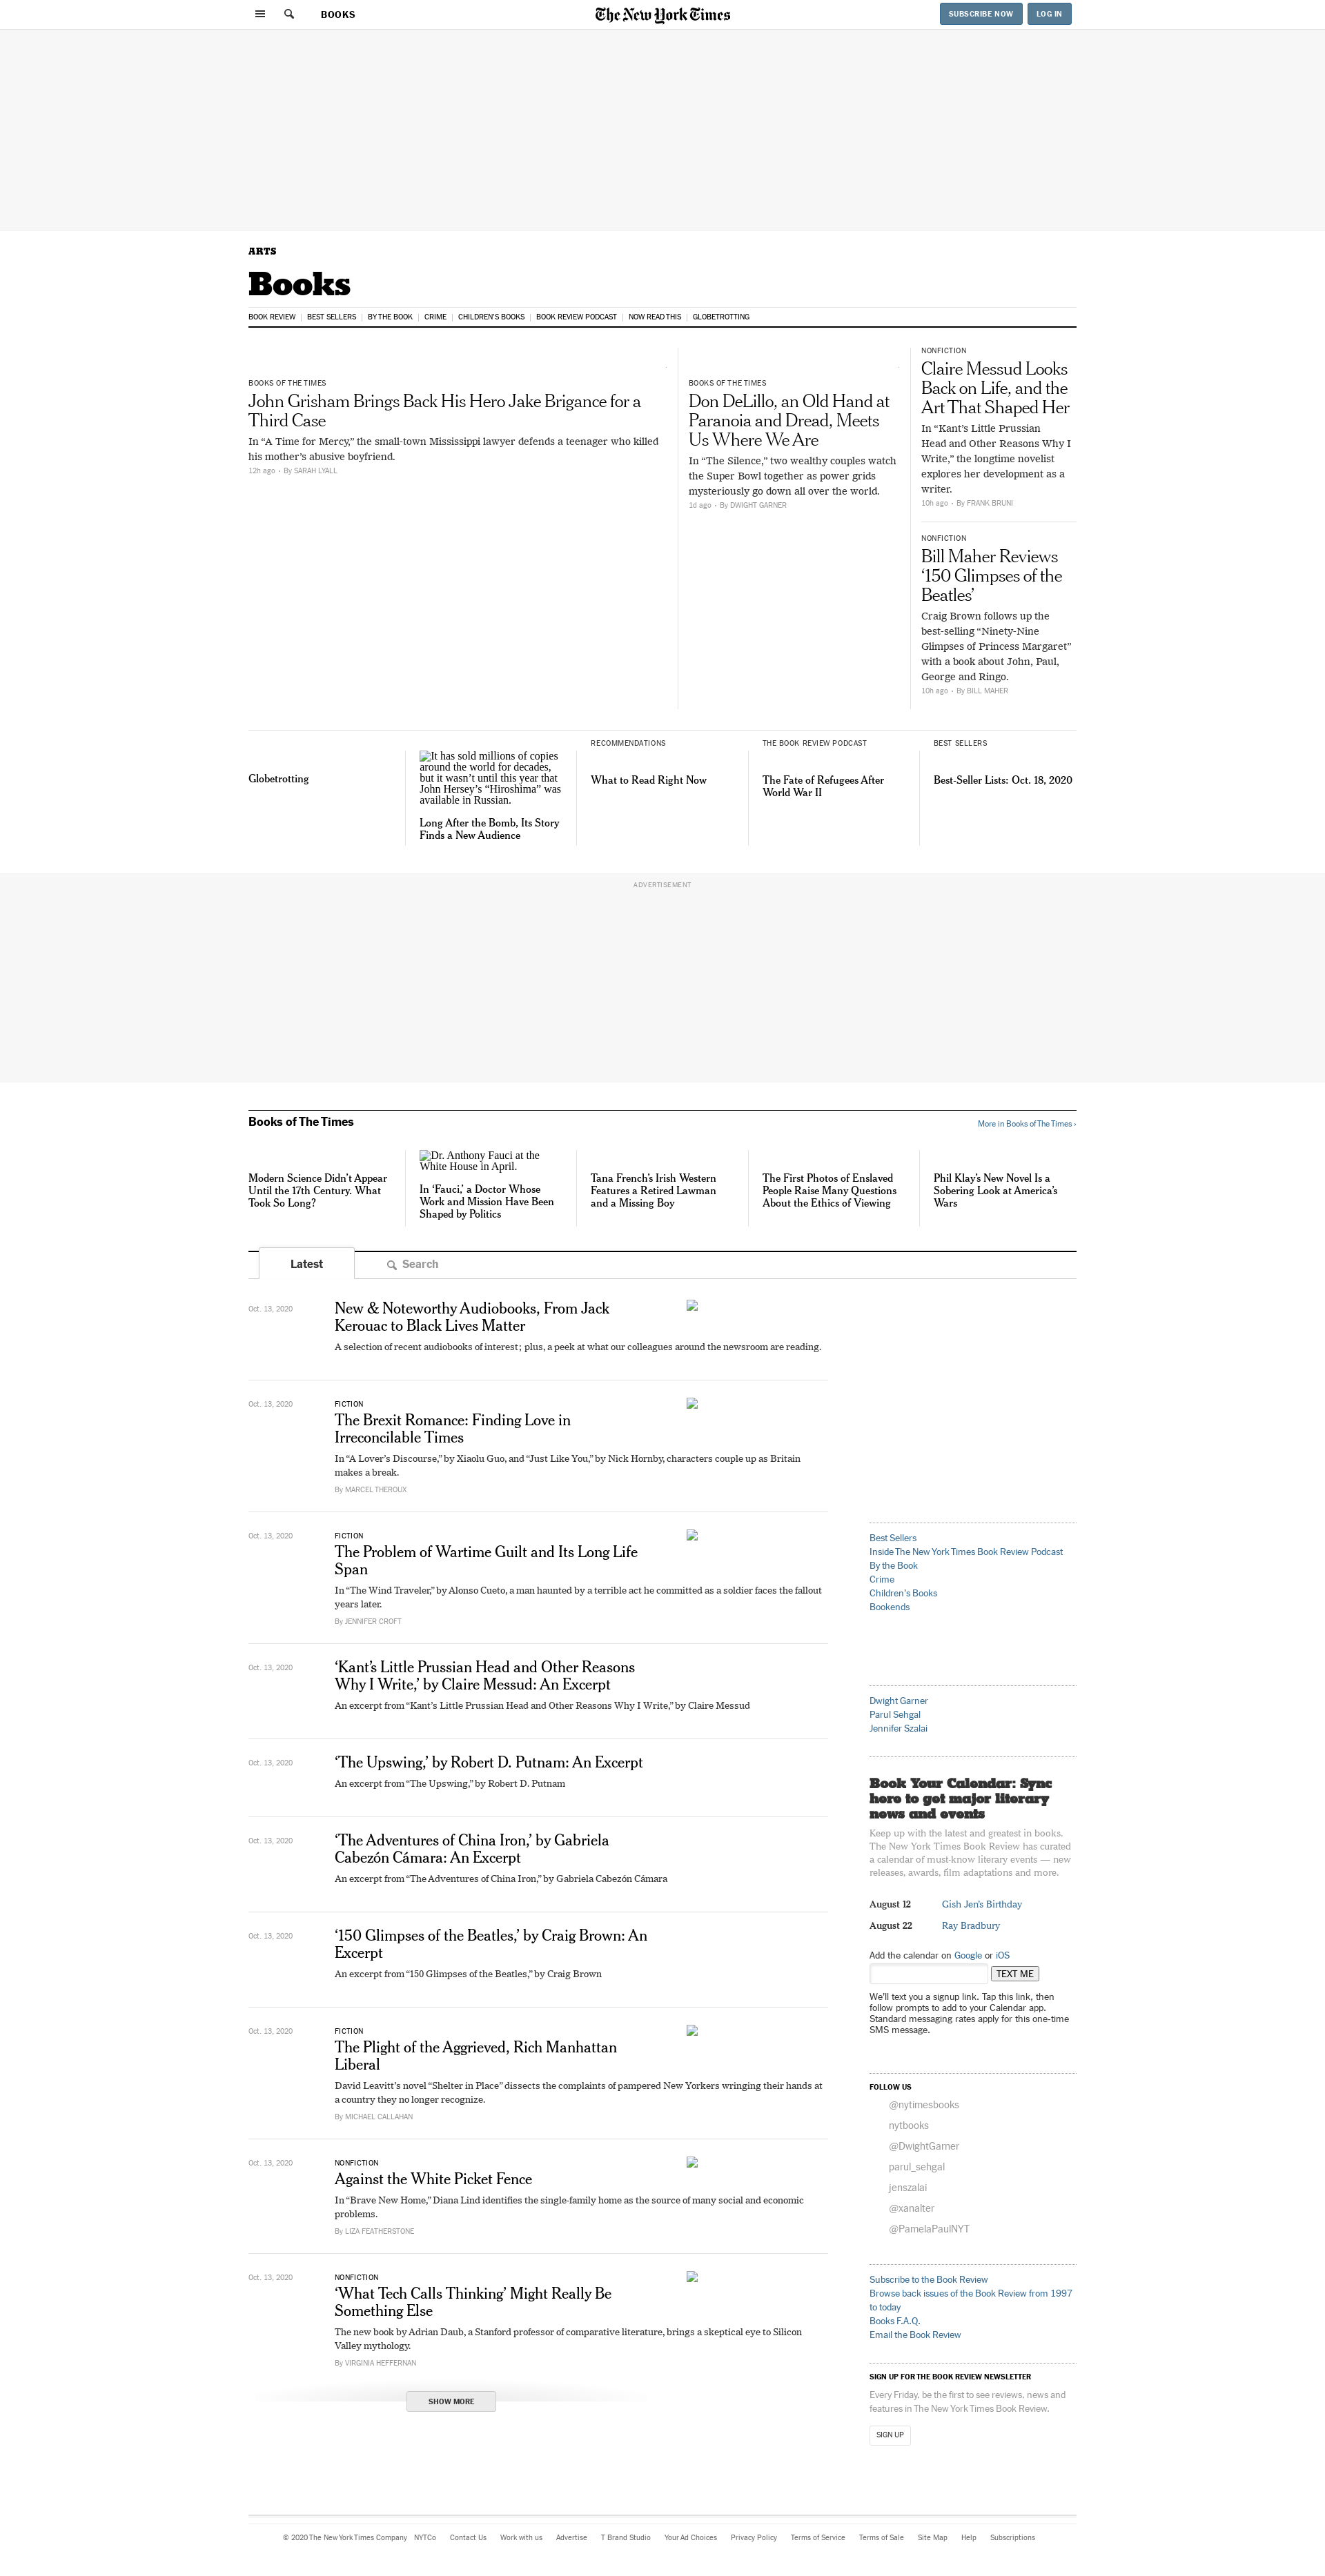 BOOKS
The New York Times
SUBSCRIBE NOW
LOG IN
ARTS
Books
BOOK REVIEW
BEST SELLERS
BY THE BOOK
CRIME
CHILDREN'S BOOKS
BOOK REVIEW PODCAST
NOW READ THIS
GLOBETROTTING
BOOKS OF THE TIMES
John Grisham Brings Back His Hero Jake Brigance for a
Third Case
In “A Time for Mercy,” the small-town Mississippi lawyer defends a teenager who killed
his mother’s abusive boyfriend.
12h ago • By SARAH LYALL
BOOKS OF THE TIMES
Don DeLillo, an Old Hand at
Paranoia and Dread, Meets
Us Where We Are
In “The Silence,” two wealthy couples watch
the Super Bowl together as power grids
mysteriously go down all over the world.
1d ago • By DWIGHT GARNER
NONFICTION
Claire Messud Looks
Back on Life, and the
Art That Shaped Her
In “Kant’s Little Prussian
Head and Other Reasons Why I
Write,” the longtime novelist
explores her development as a
writer.
10h ago • By FRANK BRUNI
NONFICTION
Bill Maher Reviews
‘150 Glimpses of the
Beatles’
Craig Brown follows up the
best-selling “Ninety-Nine
Glimpses of Princess Margaret”
with a book about John, Paul,
George and Ringo.
10h ago • By BILL MAHER
Globetrotting
It has sold millions of copies
around the world for decades,
but it wasn’t until this year that
John Hersey’s “Hiroshima” was
available in Russian.
Long After the Bomb, Its Story
Finds a New Audience
RECOMMENDATIONS
What to Read Right Now
THE BOOK REVIEW PODCAST
The Fate of Refugees After
World War II
BEST SELLERS
Best-Seller Lists: Oct. 18, 2020
ADVERTISEMENT
Books of The Times
More in Books of The Times ›
Modern Science Didn’t Appear
Until the 17th Century. What
Took So Long?
Dr. Anthony Fauci at the
White House in April.
In ‘Fauci,’ a Doctor Whose
Work and Mission Have Been
Shaped by Politics
Tana French’s Irish Western
Features a Retired Lawman
and a Missing Boy
The First Photos of Enslaved
People Raise Many Questions
About the Ethics of Viewing
Phil Klay’s New Novel Is a
Sobering Look at America’s
Wars
Latest
Search
Oct. 13, 2020
New & Noteworthy Audiobooks, From Jack
Kerouac to Black Lives Matter
A selection of recent audiobooks of interest; plus, a peek at what our colleagues around the newsroom are reading.
Oct. 13, 2020
FICTION
The Brexit Romance: Finding Love in
Irreconcilable Times
In “A Lover’s Discourse,” by Xiaolu Guo, and “Just Like You,” by Nick Hornby, characters couple up as Britain
makes a break.
By MARCEL THEROUX
Oct. 13, 2020
FICTION
The Problem of Wartime Guilt and Its Long Life
Span
In “The Wind Traveler,” by Alonso Cueto, a man haunted by a terrible act he committed as a soldier faces the fallout
years later.
By JENNIFER CROFT
Oct. 13, 2020
‘Kant’s Little Prussian Head and Other Reasons
Why I Write,’ by Claire Messud: An Excerpt
An excerpt from “Kant’s Little Prussian Head and Other Reasons Why I Write,” by Claire Messud
Oct. 13, 2020
‘The Upswing,’ by Robert D. Putnam: An Excerpt
An excerpt from “The Upswing,” by Robert D. Putnam
Oct. 13, 2020
‘The Adventures of China Iron,’ by Gabriela
Cabezón Cámara: An Excerpt
An excerpt from “The Adventures of China Iron,” by Gabriela Cabezón Cámara
Oct. 13, 2020
‘150 Glimpses of the Beatles,’ by Craig Brown: An
Excerpt
An excerpt from “150 Glimpses of the Beatles,” by Craig Brown
Oct. 13, 2020
FICTION
The Plight of the Aggrieved, Rich Manhattan
Liberal
David Leavitt’s novel “Shelter in Place” dissects the complaints of pampered New Yorkers wringing their hands at
a country they no longer recognize.
By MICHAEL CALLAHAN
Oct. 13, 2020
NONFICTION
Against the White Picket Fence
In “Brave New Home,” Diana Lind identifies the single-family home as the source of many social and economic
problems.
By LIZA FEATHERSTONE
Oct. 13, 2020
NONFICTION
‘What Tech Calls Thinking’ Might Really Be
Something Else
The new book by Adrian Daub, a Stanford professor of comparative literature, brings a skeptical eye to Silicon
Valley mythology.
By VIRGINIA HEFFERNAN
SHOW MORE
Best Sellers
Inside The New York Times Book Review Podcast
By the Book
Crime
Children's Books
Bookends
Dwight Garner
Parul Sehgal
Jennifer Szalai
Book Your Calendar: Sync
here to get major literary
news and events
Keep up with the latest and greatest in books.
The New York Times Book Review has curated
a calendar of must-know literary events — new
releases, awards, film adaptations and more.
August 12
Gish Jen’s Birthday
August 22
Ray Bradbury
Add the calendar on Google or iOS
TEXT ME
We’ll text you a signup link. Tap this link, then
follow prompts to add to your Calendar app.
Standard messaging rates apply for this one-time
SMS message.
FOLLOW US
@nytimesbooks
nytbooks
@DwightGarner
parul_sehgal
jenszalai
@xanalter
@PamelaPaulNYT
Subscribe to the Book Review
Browse back issues of the Book Review from 1997
to today
Books F.A.Q.
Email the Book Review
SIGN UP FOR THE BOOK REVIEW NEWSLETTER
Every Friday, be the first to see reviews, news and
features in The New York Times Book Review.
SIGN UP
© 2020 The New York Times Company
NYTCo
Contact Us
Work with us
Advertise
T Brand Studio
Your Ad Choices
Privacy Policy
Terms of Service
Terms of Sale
Site Map
Help
Subscriptions